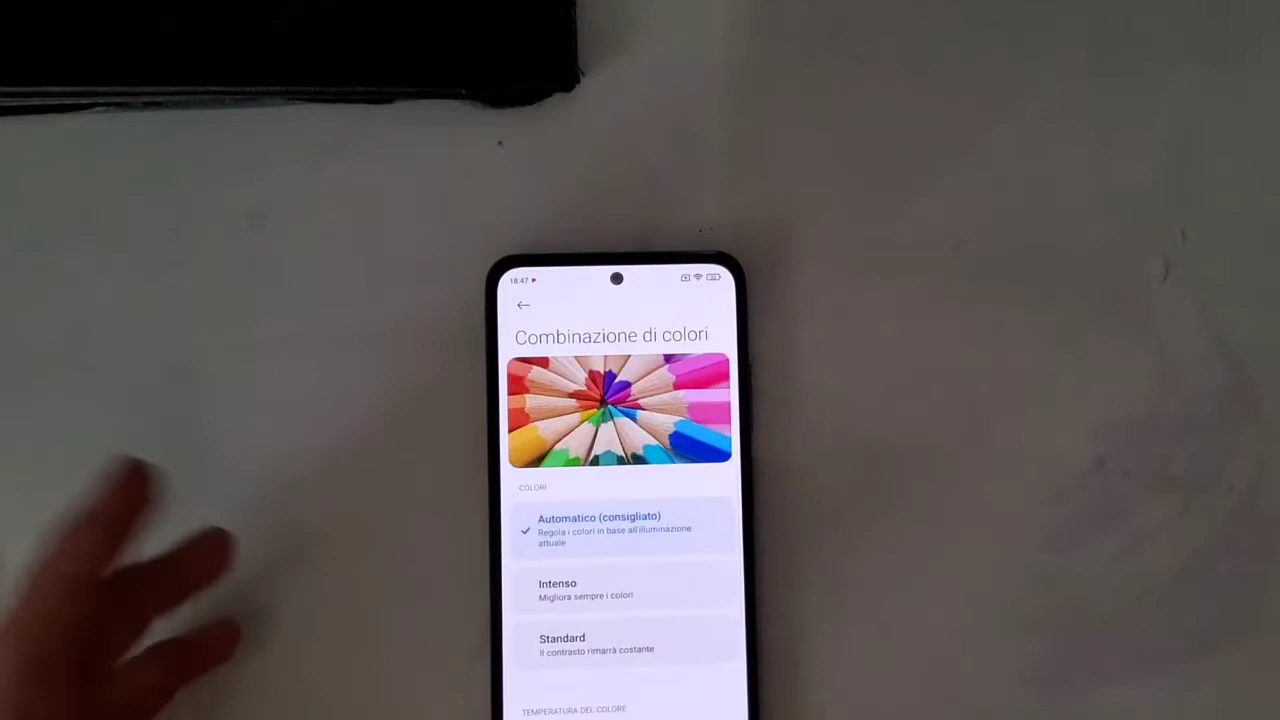 18:47
Combinazione di colori
COLORI
Automatico (consigliato)
Regola i colori in base all'illuminazione
attuale
Intenso
Migliora sempre i colori
Standard
Il contrasto rimarrà costante
TEMPERATURA DEL COLORE